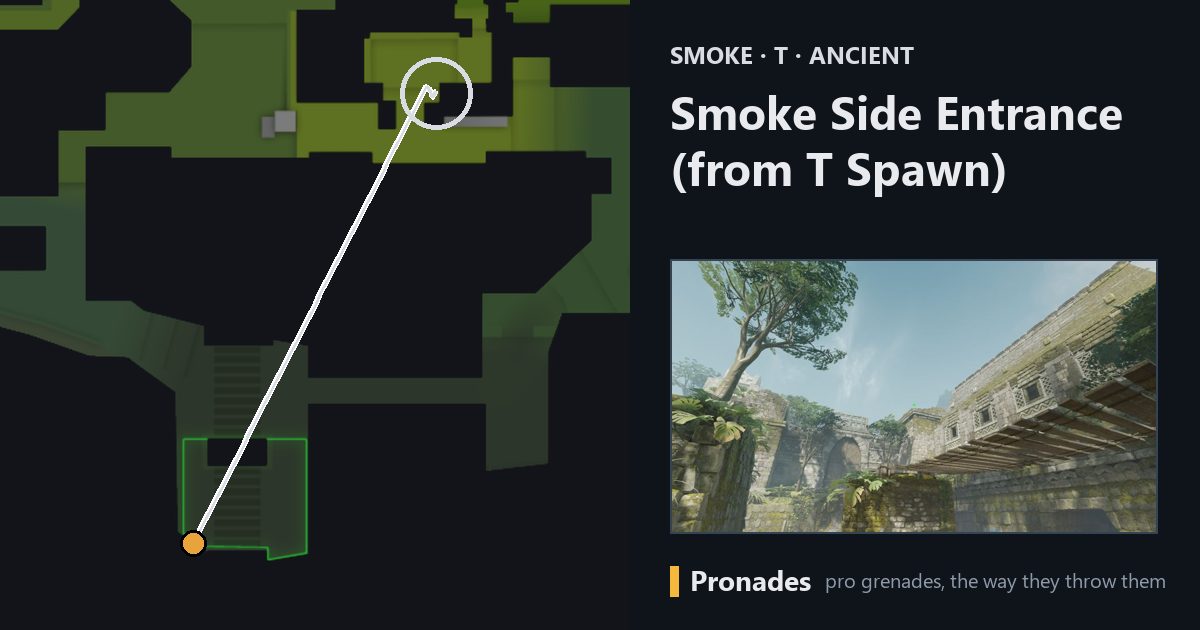 SMOKE · T · ANCIENT
Smoke Side Entrance
(from T Spawn)
Pronades pro grenades, the way they throw them